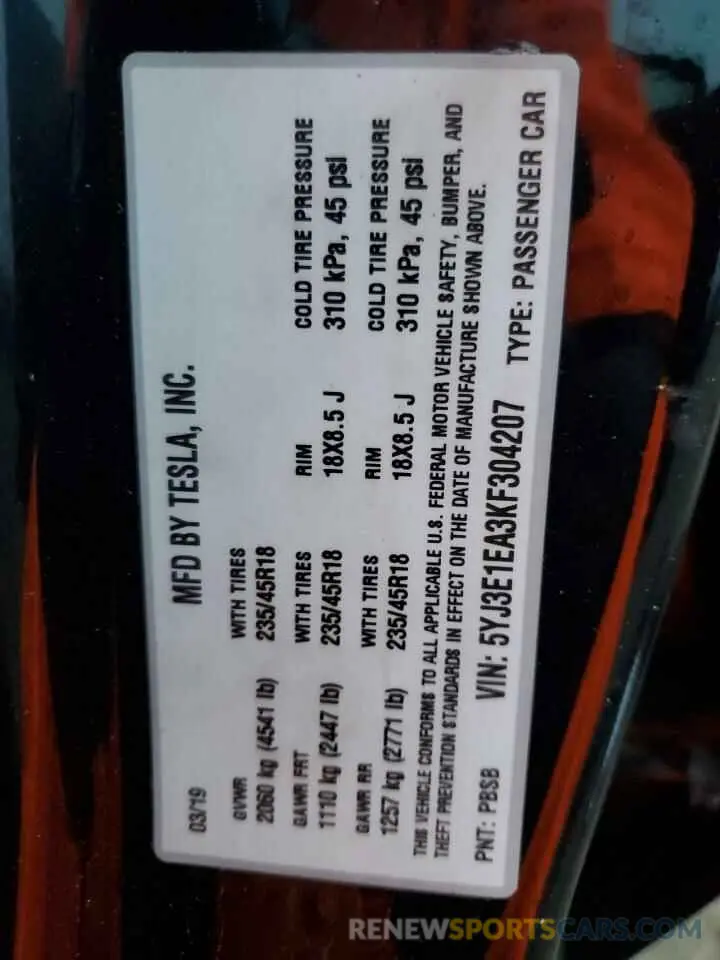 03/19 MFD BY TESLA, INC.
GVWR WITH TIRES
2060 kg (4541 lb) 235/45R18
GAWR FRT WITH TIRES RIM COLD TIRE PRESSURE
1110 kg (2447 lb) 235/45R18 18X8.5 J 310 kPa, 45 psi
GAWR RR WITH TIRES RIM COLD TIRE PRESSURE
1257 kg (2771 lb) 235/45R18 18X8.5 J 310 kPa, 45 psi
THIS VEHICLE CONFORMS TO ALL APPLICABLE U.S. FEDERAL MOTOR VEHICLE SAFETY, BUMPER, AND
THEFT PREVENTION STANDARDS IN EFFECT ON THE DATE OF MANUFACTURE SHOWN ABOVE.
PNT: PBSB VIN: 5YJ3E1EA3KF304207 TYPE: PASSENGER CAR
RENEWSPORTSCARS.COM